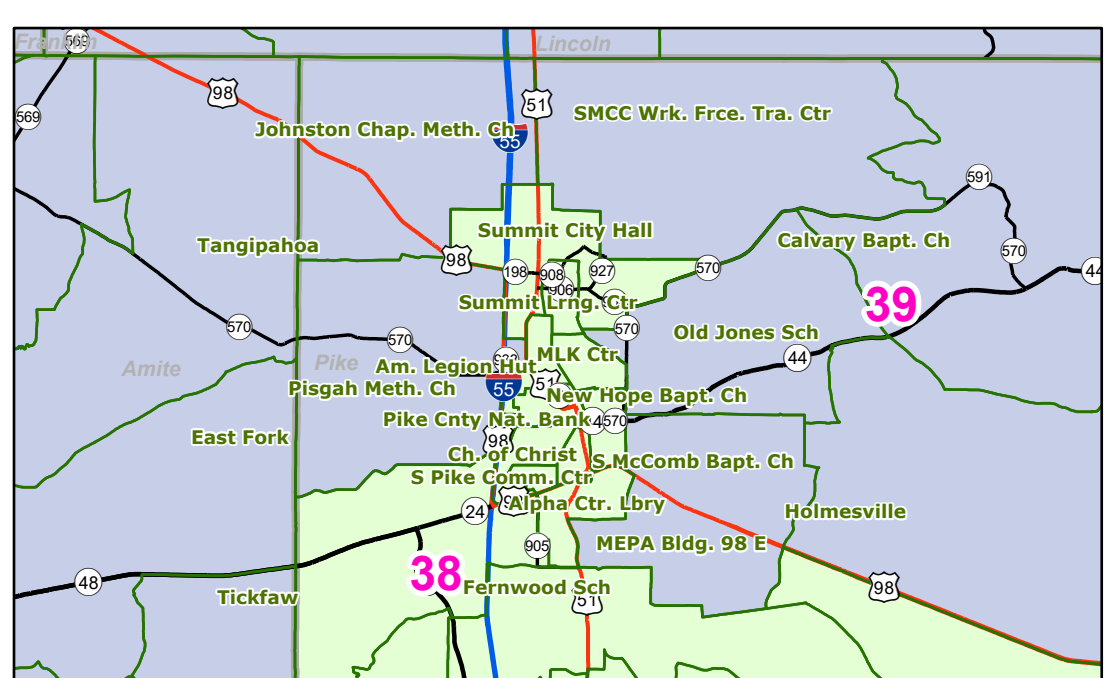 Franklin
569
Lincoln
98
51
569
SMCC Wrk. Frce. Tra. Ctr
Johnston Chap. Meth. Ch
55
591
Summit City Hall
Calvary Bapt. Ch
Tangipahoa
570
98
198
908
927
570
44
906
Summit Lrng. Ctr
39
570
570
570
Old Jones Sch
MLK Ctr
44
Amite
Pike
Am. Legion Hut
Pisgah Meth. Ch
55
51
New Hope Bapt. Ch
Pike Cnty Nat. Bank
570
East Fork
98
Ch. of Christ
S McComb Bapt. Ch
S Pike Comm. Ctr
Alpha Ctr. Lbry
24
Holmesville
905
MEPA Bldg. 98 E
38
48
Fernwood Sch
98
Tickfaw
51